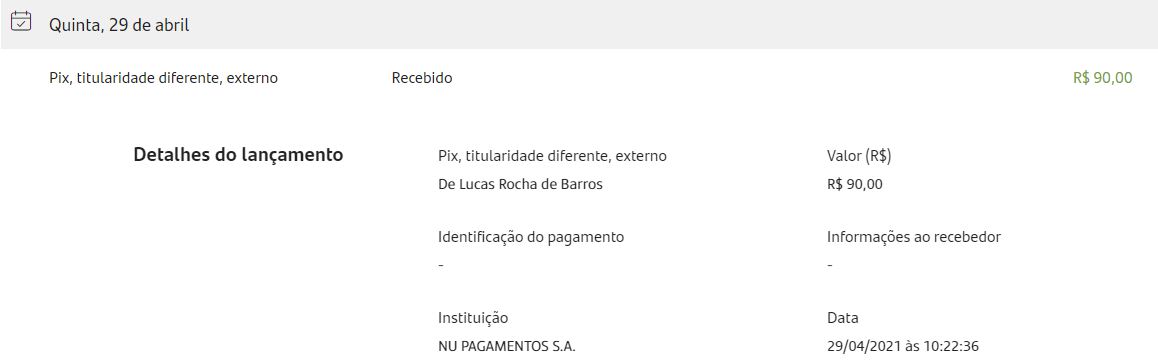 Quinta, 29 de abril
Pix, titularidade diferente, externo Recebido R$ 90,00
Detalhes do lançamento
Pix, titularidade diferente, externo Valor (R$)
De Lucas Rocha de Barros R$ 90,00
Identificação do pagamento Informações ao recebedor
- -
Instituição Data
NU PAGAMENTOS S.A. 29/04/2021 às 10:22:36